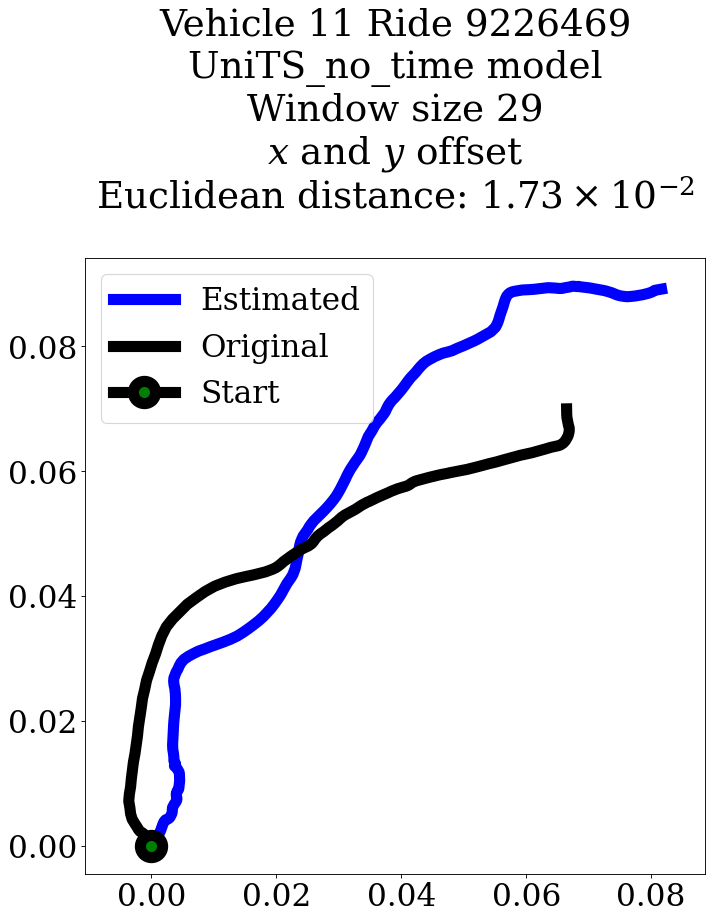 Vehicle 11 Ride 9226469
UniTS_no_time model
Window size 29
x and y offset
Euclidean distance: 1.73 × 10⁻²
Estimated
Original
Start
0.08
0.06
0.04
0.02
0.00
0.00 0.02 0.04 0.06 0.08